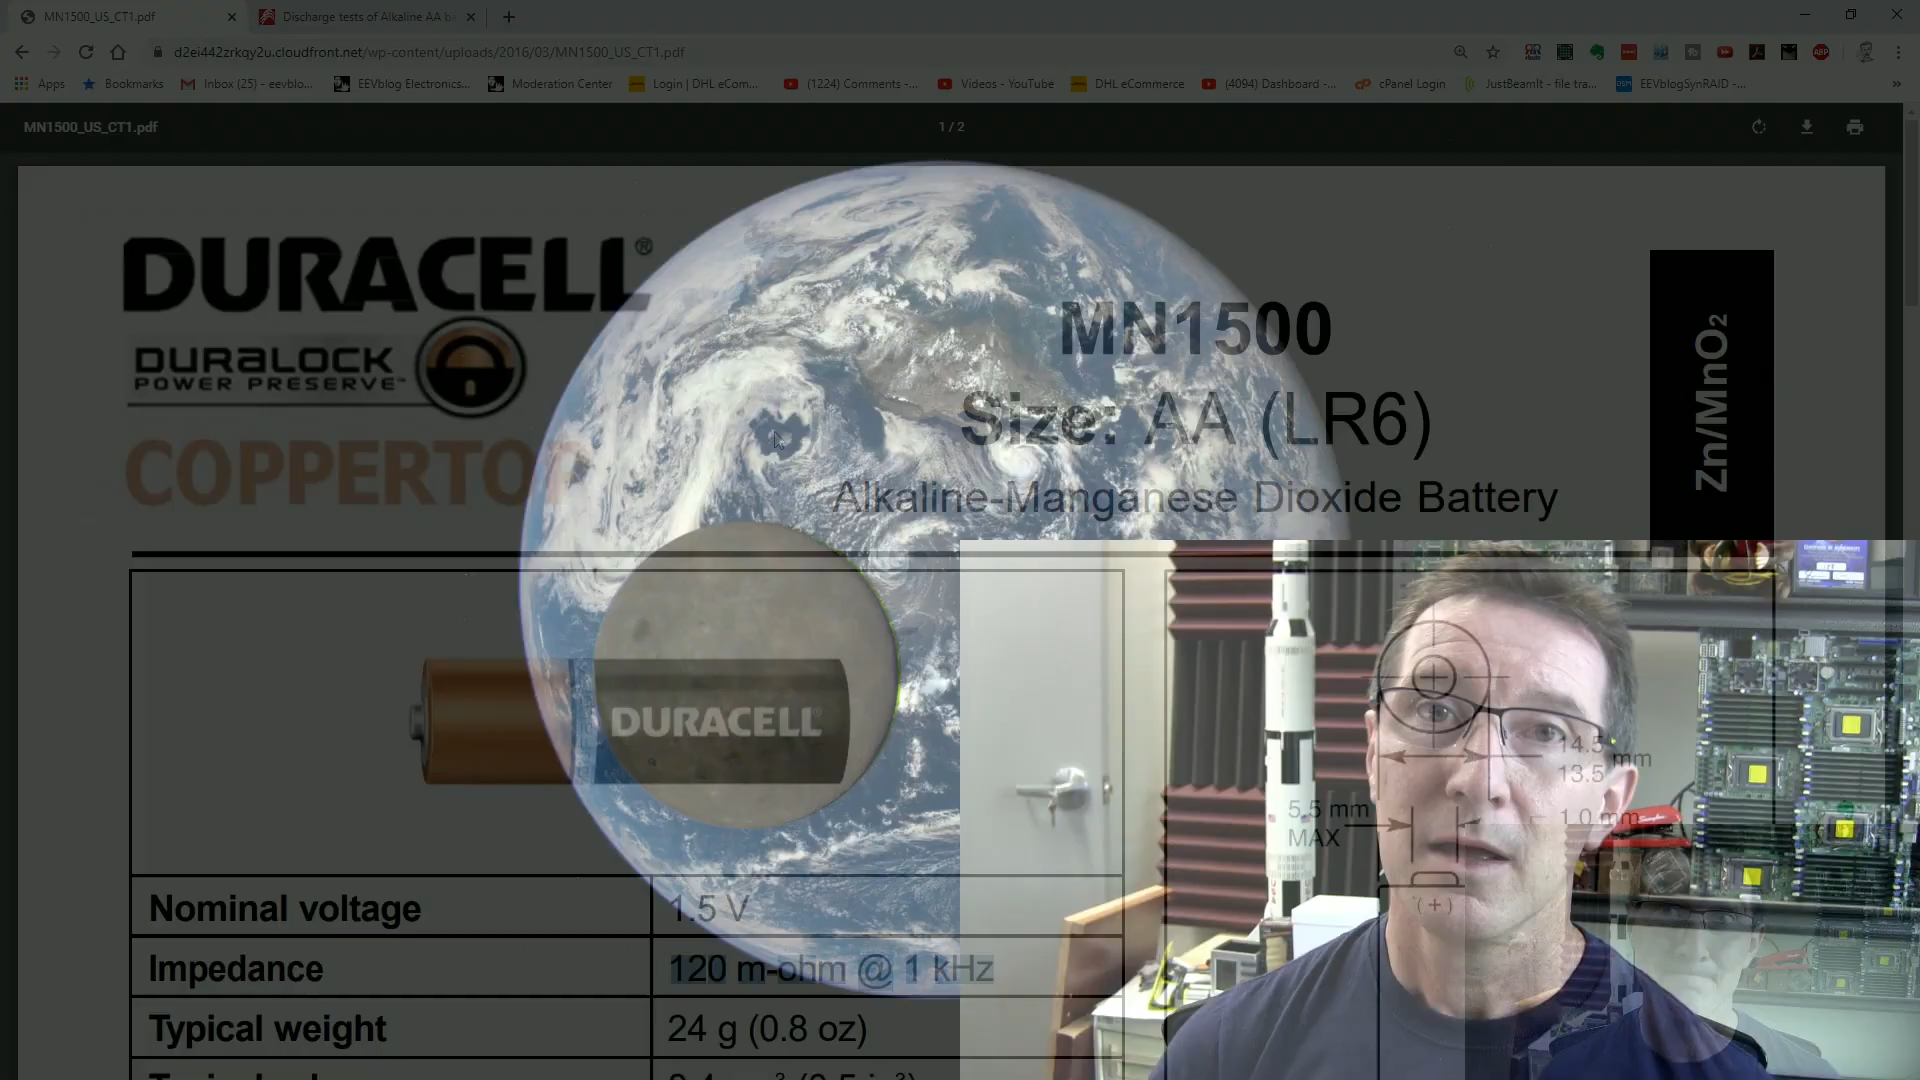 MN1500_US_CT1.pdf
Discharge tests of Alkaline AA ba
d2ei442zrkqy2u.cloudfront.net/wp-content/uploads/2016/03/MN1500_US_CT1.pdf
Apps
Bookmarks
Inbox (25) - eevblo...
EEVblog Electronics...
Moderation Center
Login | DHL eCom...
(1224) Comments -...
Videos - YouTube
DHL eCommerce
(4094) Dashboard -...
cPanel Login
JustBeamIt - file tra...
EEVblogSynRAID -...
MN1500_US_CT1.pdf
1 / 2
DURACELL®
DURALOCK
POWER PRESERVE™
COPPERTO
MN1500
Size: AA (LR6)
Alkaline-Manganese Dioxide Battery
Zn/MnO₂
DURACELL
14.5 mm
13.5
5.5 mm
MAX
1.0 mm
(+)
Nominal voltage
1.5 V
Impedance
120 m-ohm @ 1 kHz
Typical weight
24 g (0.8 oz)